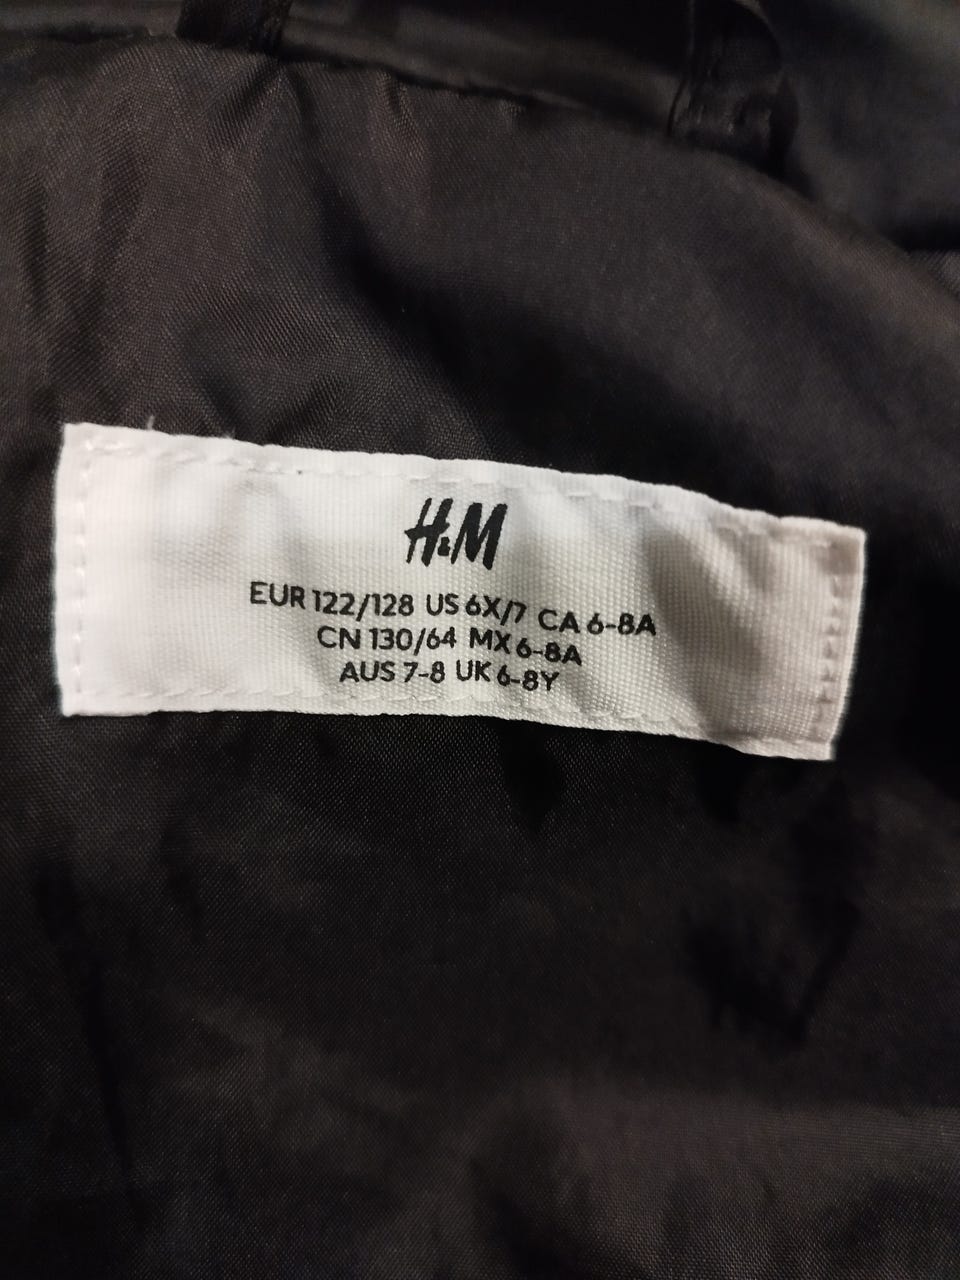 H&M
EUR 122/128 US 6X/7 CA 6-8A
CN 130/64 MX 6-8A
AUS 7-8 UK 6-8Y